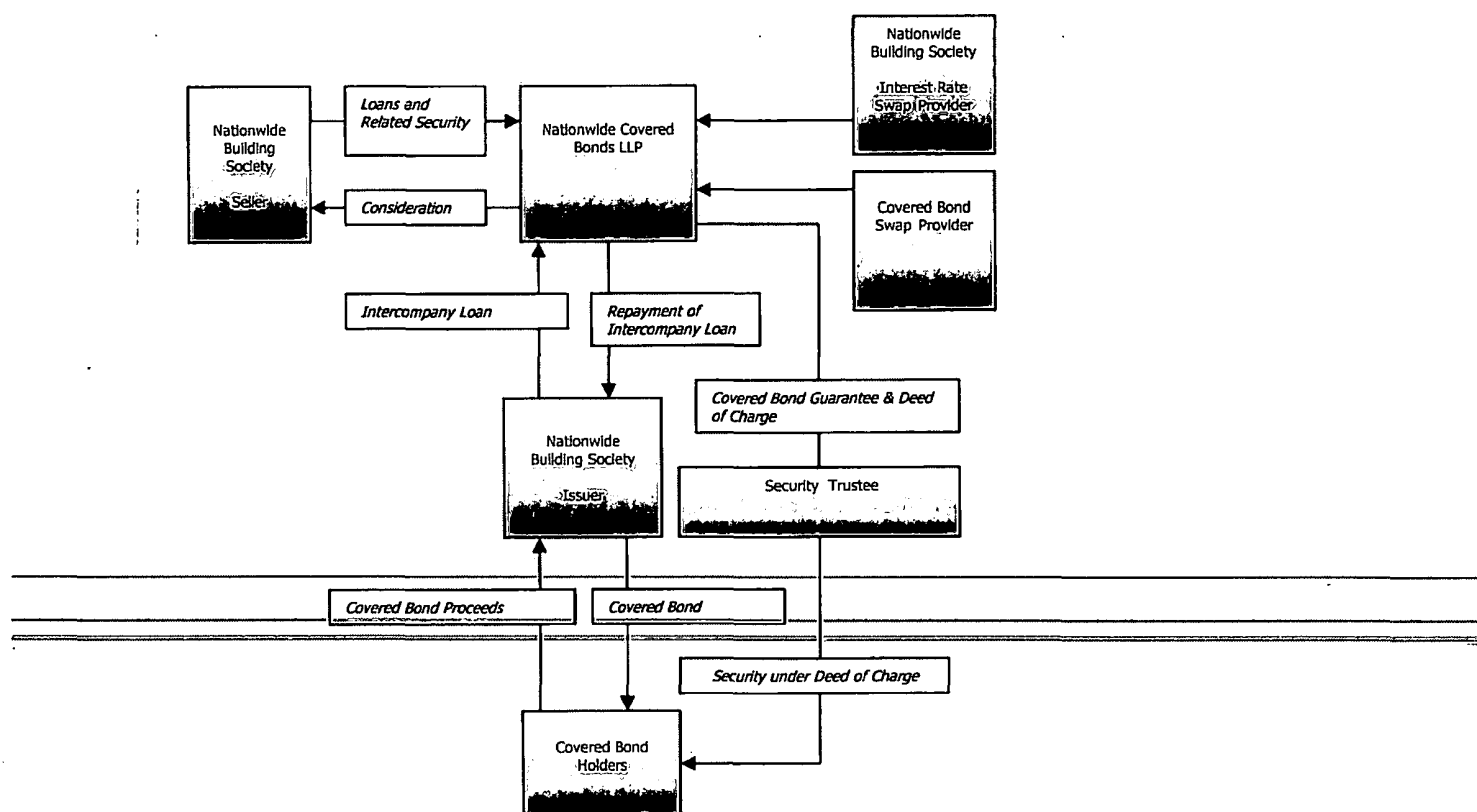 Nationwide
Building Society
Interest Rate
Swap Provider
Loans and
Related Security
Nationwide
Building
Society
Seller
Nationwide Covered
Bonds LLP
Consideration
Covered Bond
Swap Provider
Intercompany Loan
Repayment of
Intercompany Loan
Covered Bond Guarantee & Deed
of Charge
Nationwide
Building Society
Issuer
Security Trustee
Covered Bond Proceeds
Covered Bond
Security under Deed of Charge
Covered Bond
Holders